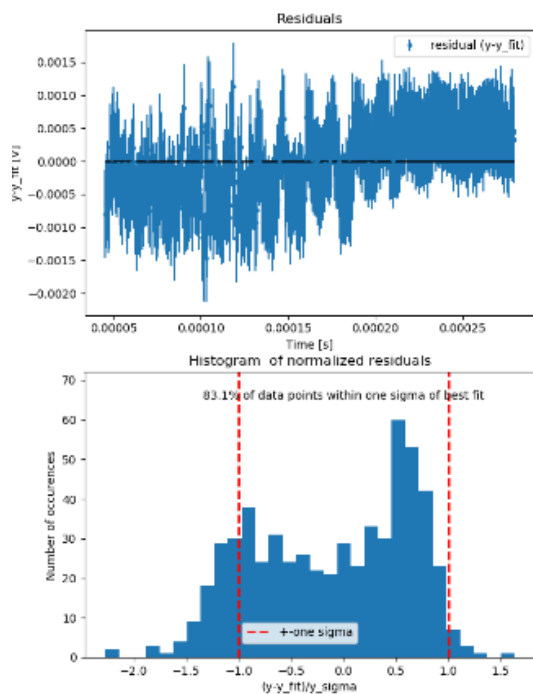 Residuals
residual (y-y_fit)
0.0015
0.0010
0.0005
0.0000
−0.0005
−0.0010
−0.0015
−0.0020
y-y_fit [V]
0.00005 0.00010 0.00015 0.00020 0.00025
Time [s]
Histogram of normalized residuals
83.1% of data points within one sigma of best fit
70
60
50
40
30
20
10
0
Number of occurences
+-one sigma
−2.0 −1.5 −1.0 −0.5 0.0 0.5 1.0 1.5
(y-y_fit)/y_sigma